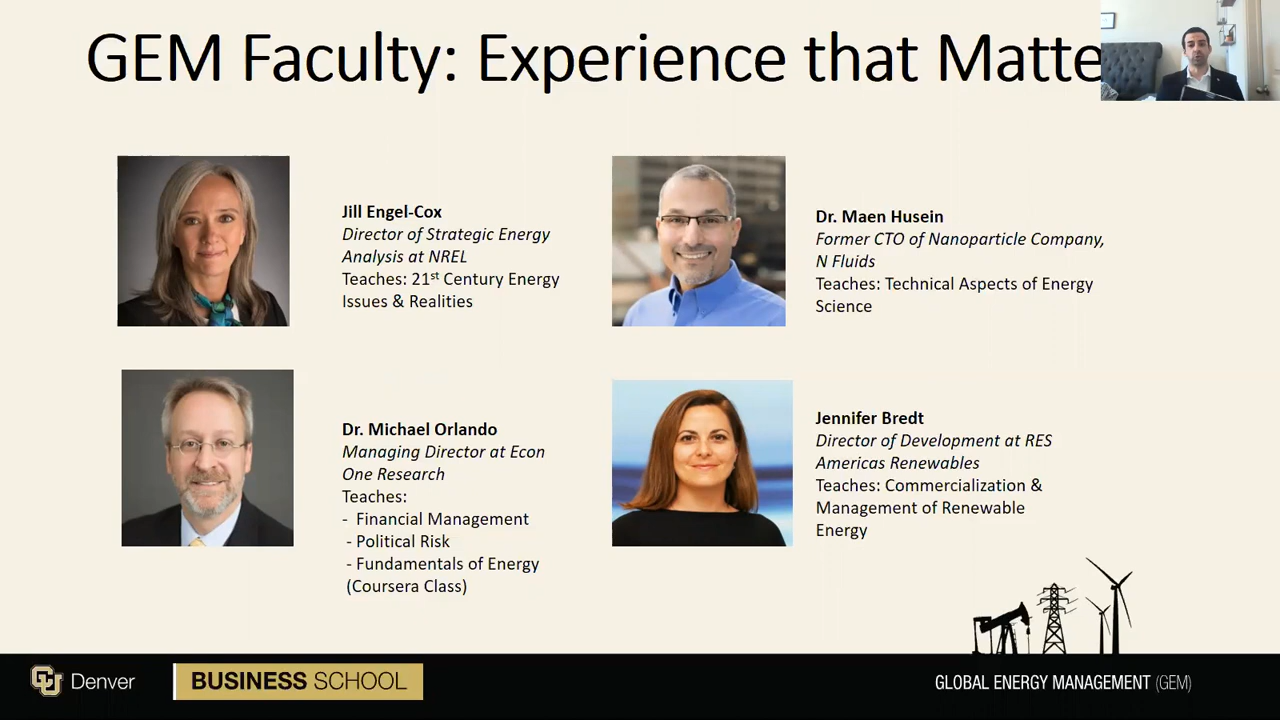 GEM Faculty: Experience that Matte
Jill Engel-Cox
Director of Strategic Energy
Analysis at NREL
Teaches: 21st Century Energy
Issues & Realities
Dr. Maen Husein
Former CTO of Nanoparticle Company,
N Fluids
Teaches: Technical Aspects of Energy
Science
Dr. Michael Orlando
Managing Director at Econ
One Research
Teaches:
- Financial Management
- Political Risk
- Fundamentals of Energy
(Coursera Class)
Jennifer Bredt
Director of Development at RES
Americas Renewables
Teaches: Commercialization &
Management of Renewable
Energy
CU Denver
BUSINESS SCHOOL
GLOBAL ENERGY MANAGEMENT (GEM)